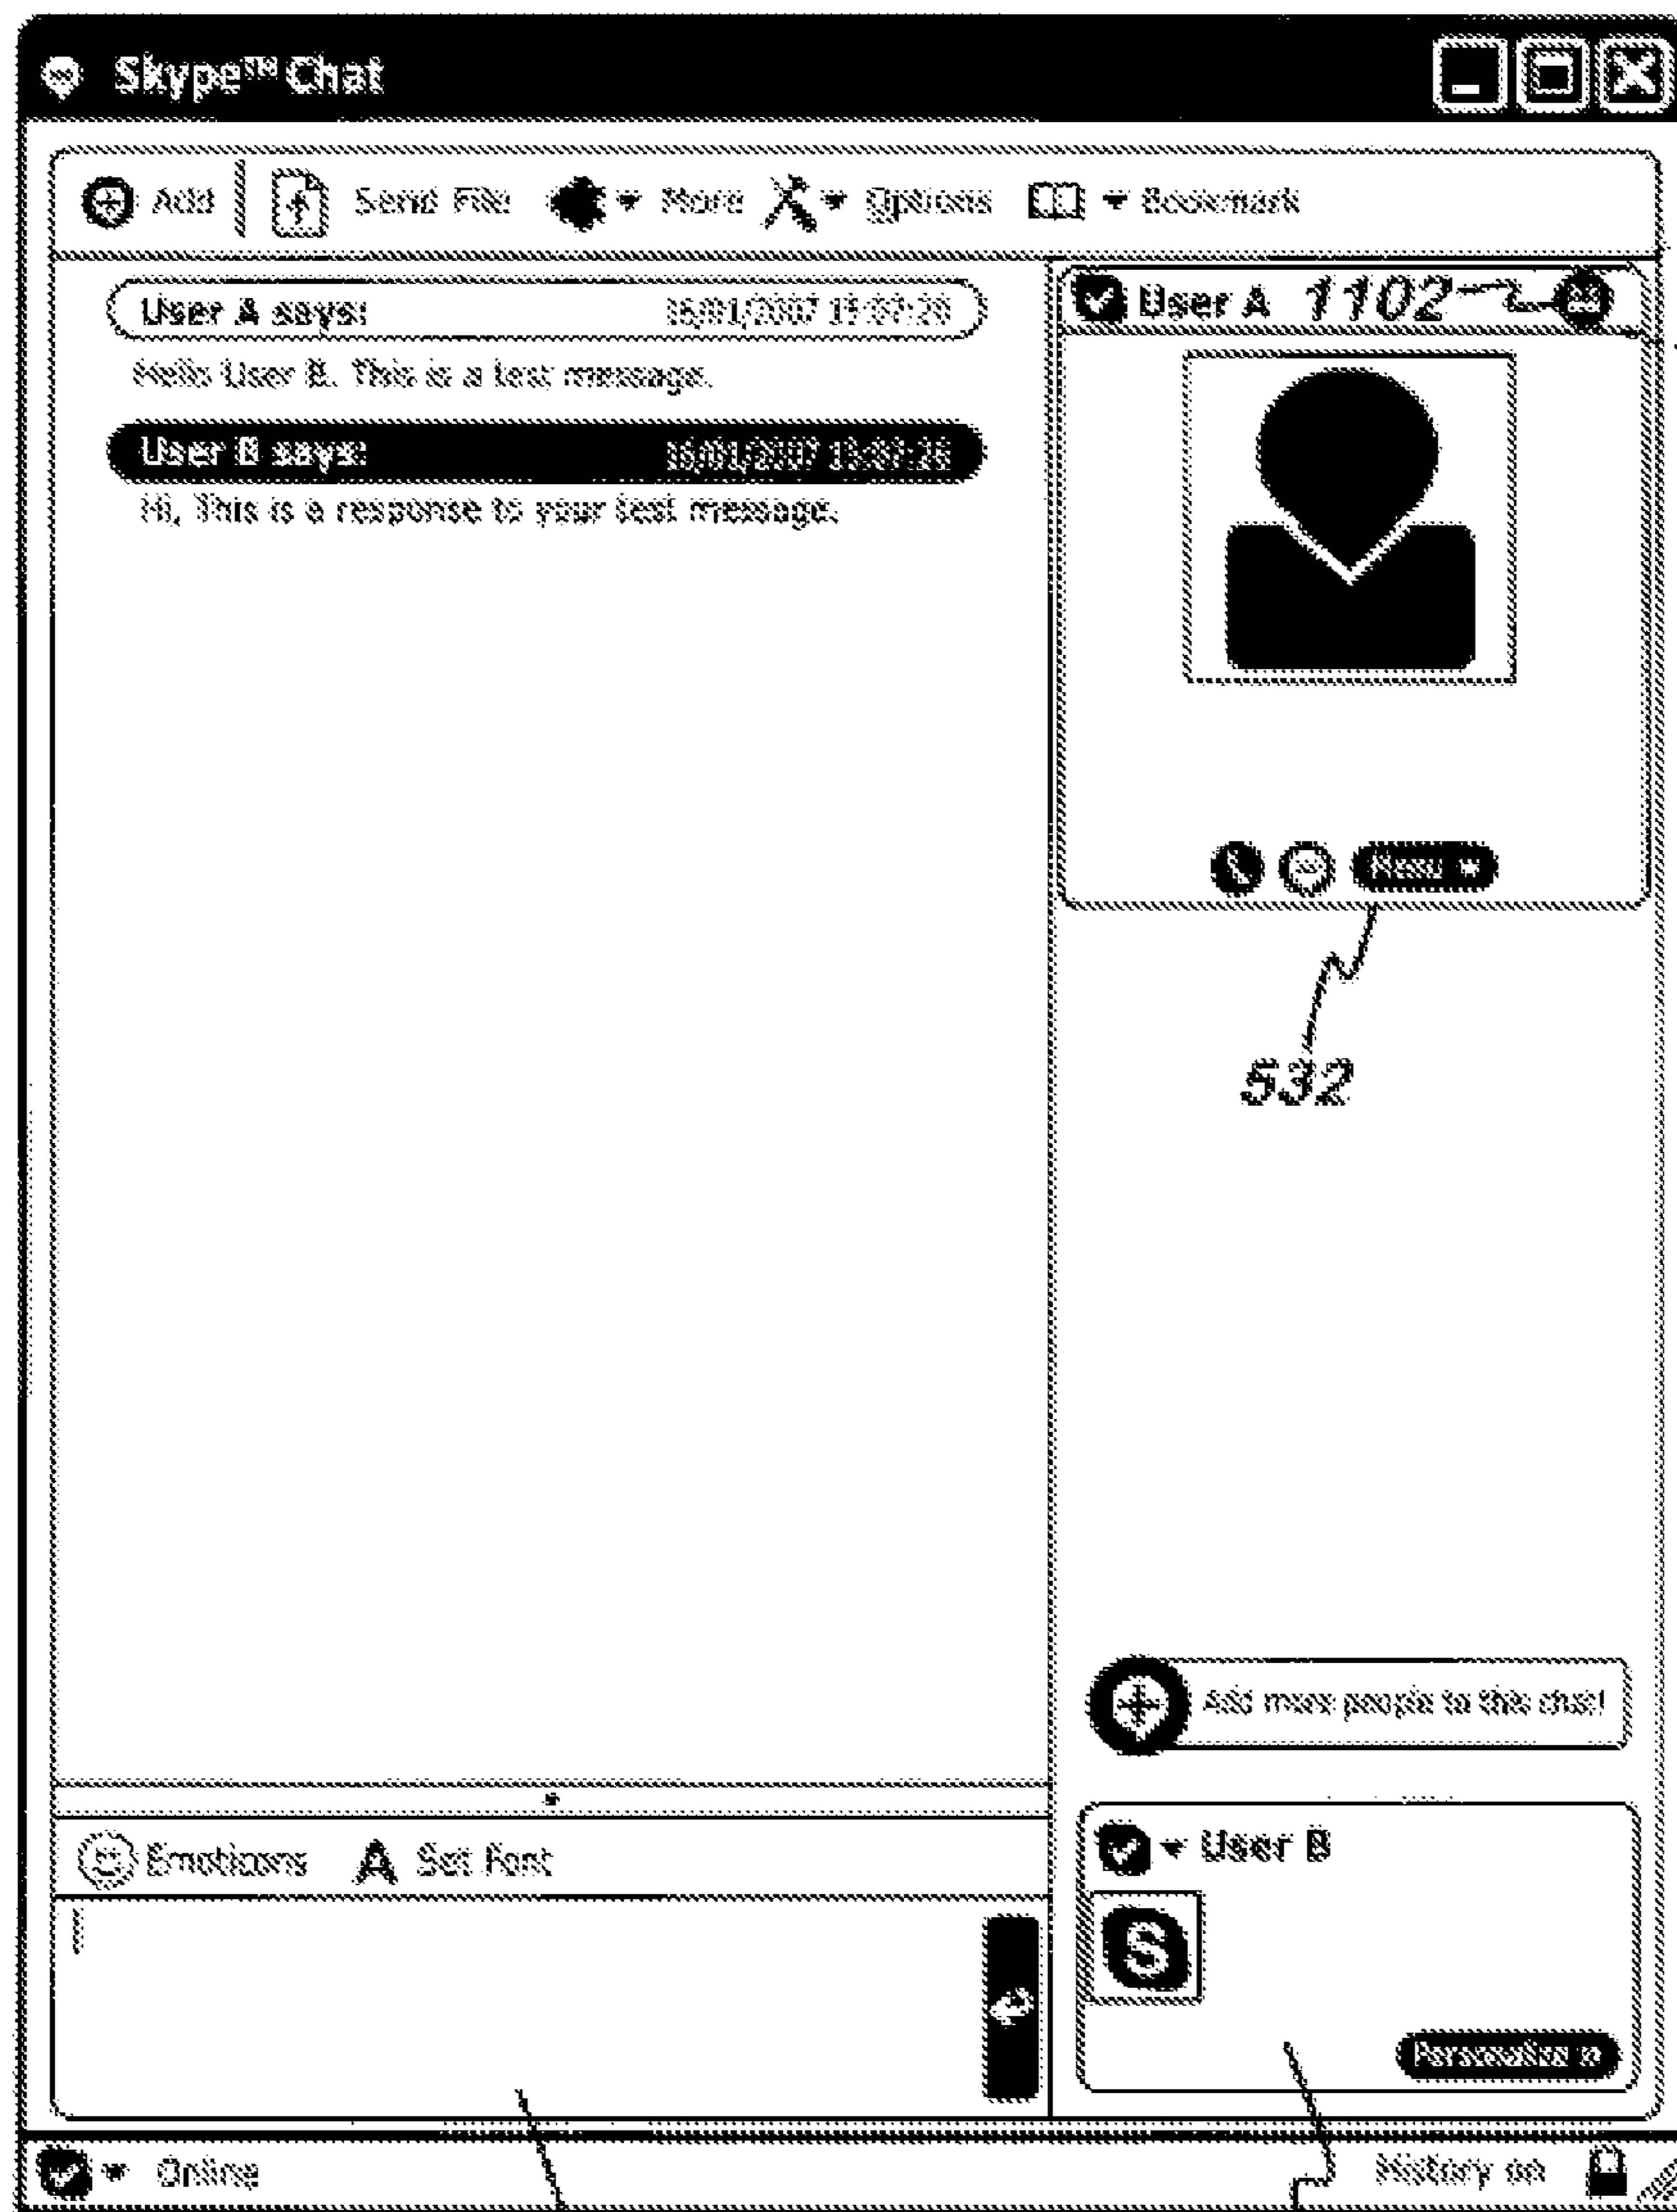 Skype™ Chat
Add Send File More Options Bookmark
User A says:
Hello User B. This is a test message.
User B says:
Hi, This is a response to your test message.
User A 1102
532
Add more people to this chat!
Emoticons A Set Font
User B
S
Personalise
Online
History on